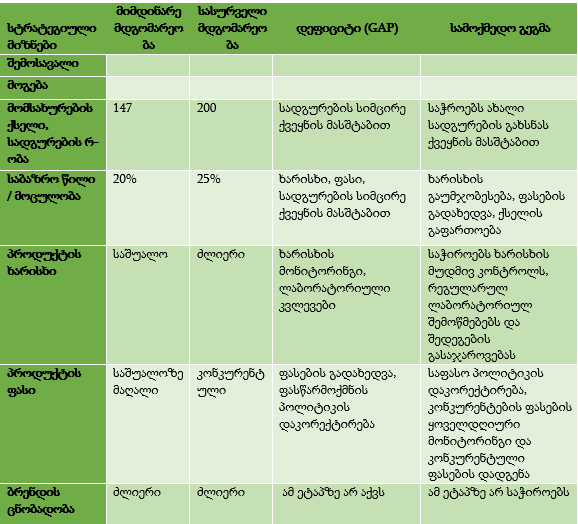 სტრატეგიული მიზნები
მიმდინარე მდგომარეობა
სასურველი მდგომარეობა
დეფიციტი (GAP)
სამოქმედო გეგმა
შემოსავალი
მოგება
მომსახურების
ქსელი,
სადგურების რ-
ობა
147
200
სადგურების სიმცირე
ქვეყნის მასშტაბით
საჭიროებს ახალი
სადგურების გახსნას
ქვეყნის მასშტაბით
საბაზრო წილი
/ მოცულობა
20%
25%
ხარისხი, ფასი,
სადგურების სიმცირე
ქვეყნის მასშტაბით
ხარისხის
გაუმჯობესება, ფასების
გადახედვა, ქსელის
გაფართოება
პროდუქტის
ხარისხი
საშუალო
ძლიერი
ხარისხის
მონიტორინგი,
ლაბორატორიული
კვლევები
საჭიროებს ხარისხის
მუდმივ კონტროლს,
რეგულარულ
ლაბორატორიულ
შემოწმებებს და
შედეგების
გასაჯაროვებას
პროდუქტის
ფასი
საშუალოზე
მაღალი
კონკურენტ
ული
ფასების გადახედვა,
ფასწარმოქმნის
პოლიტიკის
დაკორექტირება
საფასო პოლიტიკის
დაკორექტირება,
კონკურენტების ფასების
ყოველდღიური
მონიტორინგი და
კონკურენტული
ფასების დადგენა
ბრენდის
ცნობადობა
ძლიერი
ძლიერი
ამ ეტაპზე არ აქვს
ამ ეტაპზე არ საჭიროებს